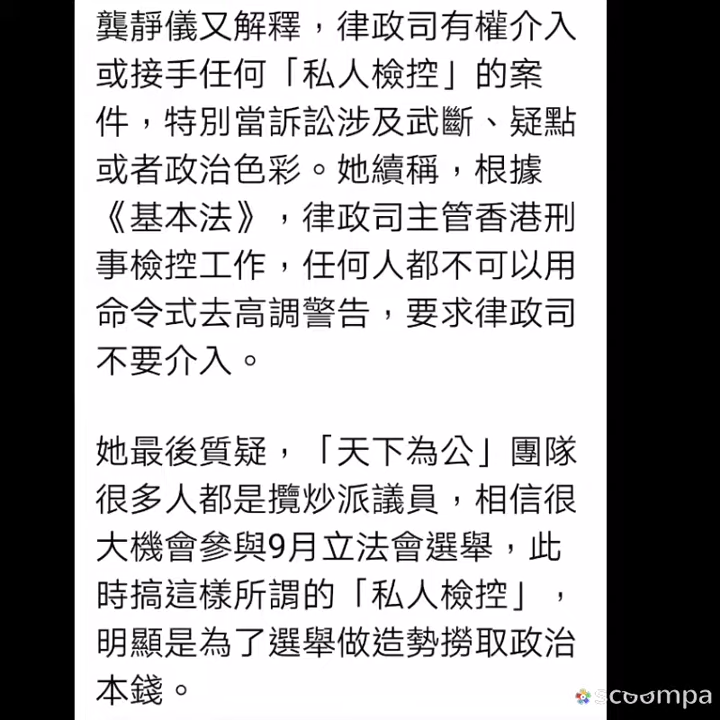 龔靜儀又解釋，律政司有權介入
或接手任何「私人檢控」的案
件，特別當訴訟涉及武斷、疑點
或者政治色彩。她續稱，根據
《基本法》，律政司主管香港刑
事檢控工作，任何人都不可以用
命令式去高調警告，要求律政司
不要介入。
她最後質疑，「天下為公」團隊
很多人都是攬炒派議員，相信很
大機會參與9月立法會選舉，此
時搞這樣所謂的「私人檢控」，
明顯是為了選舉做造勢撈取政治
本錢。
scoompa